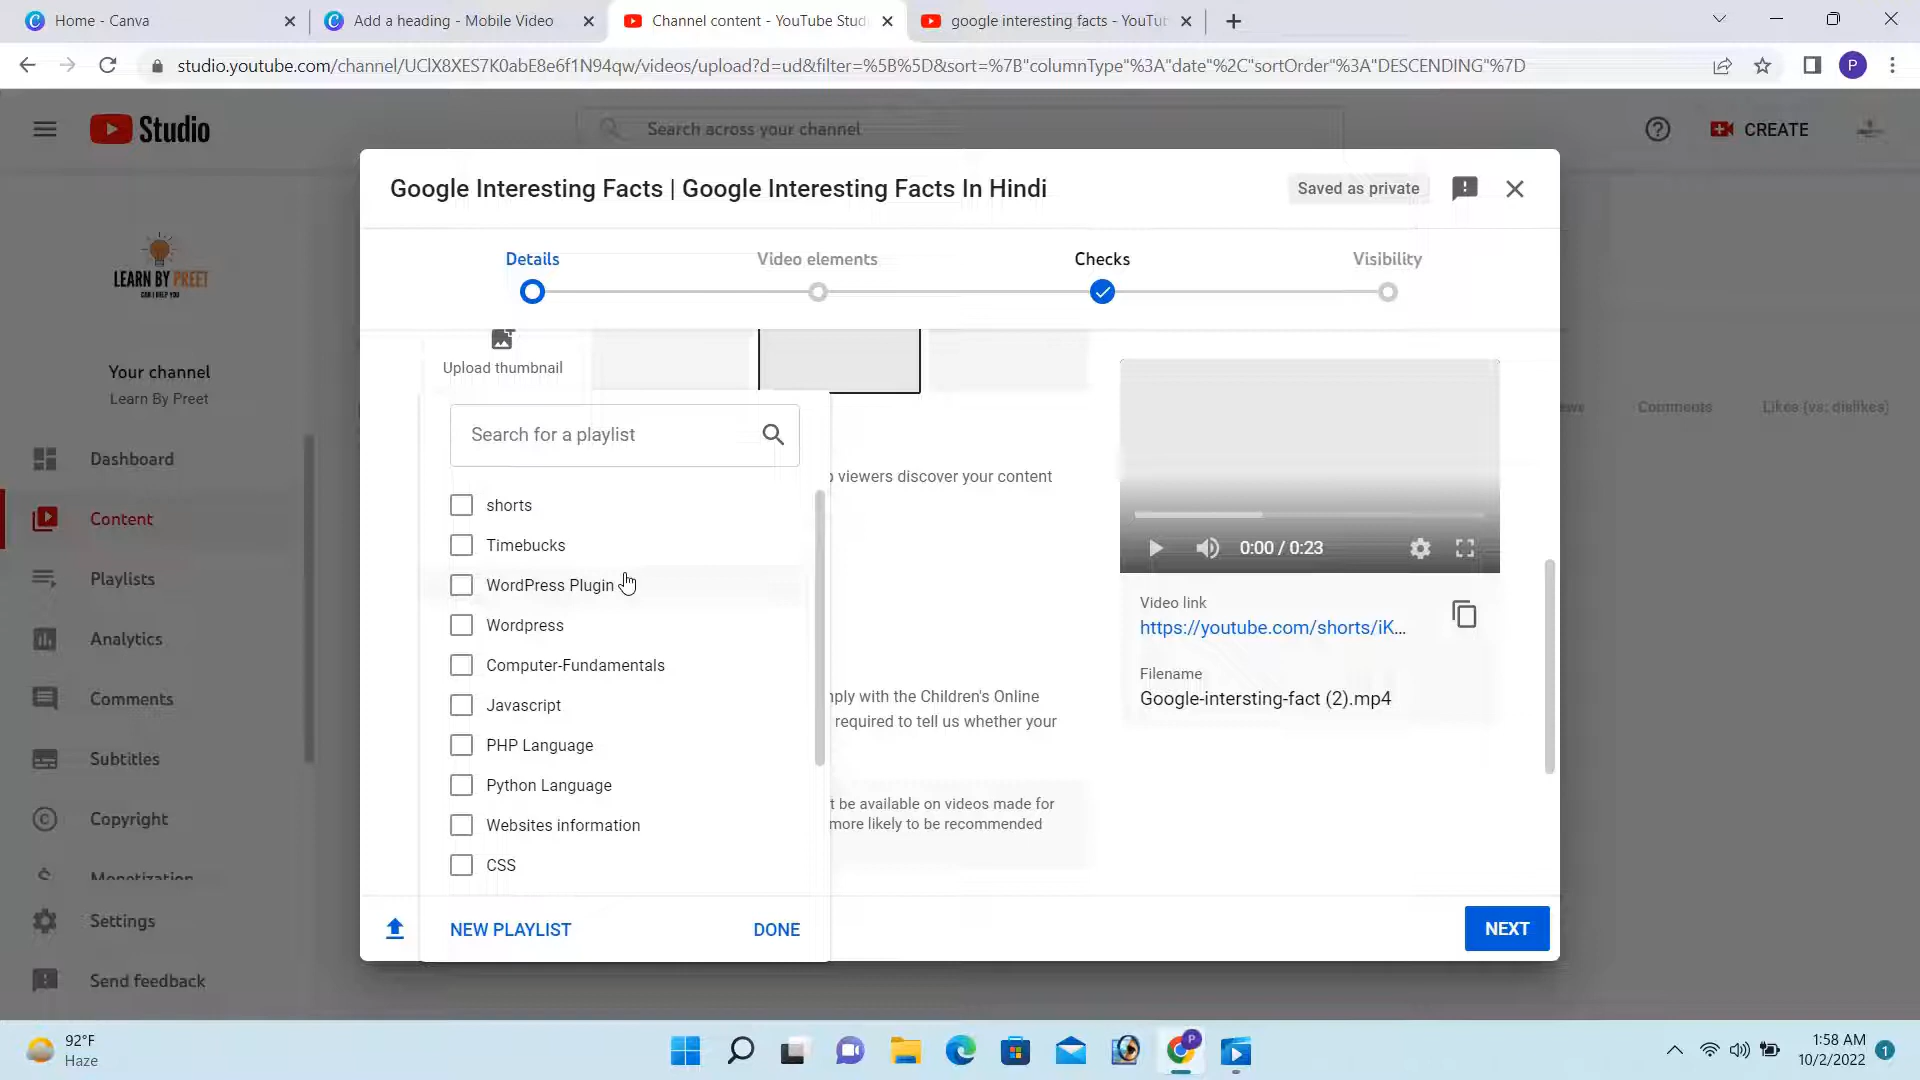 Home - Canva
Add a heading - Mobile Video
Channel content - YouTube Studi
google interesting facts - YouTub
studio.youtube.com/channel/UClX8XES7K0abE8e6f1N94qw/videos/upload?d=ud&filter=%5B%5D&sort=%7B"columnType"%3A"date"%2C"sortOrder"%3A"DESCENDING"%7D
P
Studio
Search across your channel
CREATE
Google Interesting Facts | Google Interesting Facts In Hindi
Saved as private
Details
Video elements
Checks
Visibility
LEARN BY PREET
CAN I HELP YOU
Your channel
Learn By Preet
Dashboard
Content
Playlists
Analytics
Comments
Subtitles
Copyright
Monetization
Settings
Send feedback
Upload thumbnail
Search for a playlist
shorts
Timebucks
WordPress Plugin
Wordpress
Computer-Fundamentals
Javascript
PHP Language
Python Language
Websites information
CSS
NEW PLAYLIST
DONE
viewers discover your content
mply with the Children's Online
required to tell us whether your
t be available on videos made for
more likely to be recommended
0:00 / 0:23
Video link
https://youtube.com/shorts/iK...
Filename
Google-intersting-fact (2).mp4
Comments
Likes (vs. dislikes)
NEXT
92°F
Haze
P
1:58 AM
10/2/2022
1